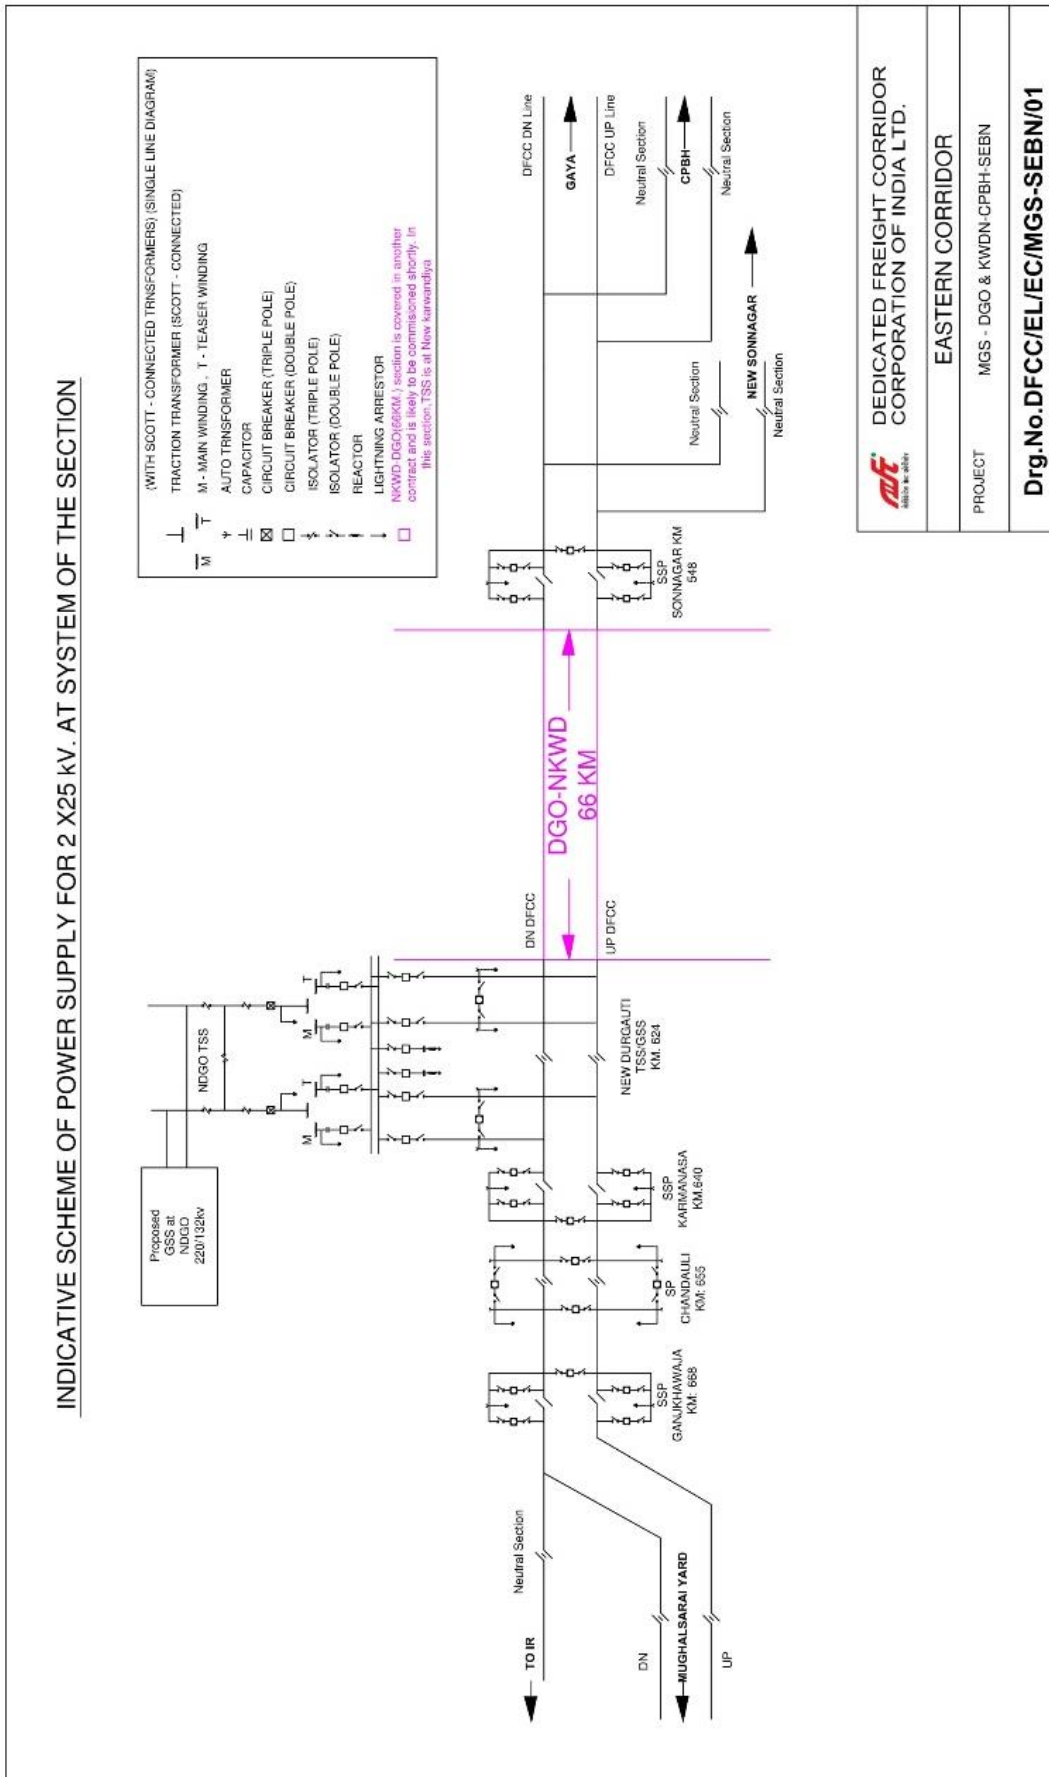 INDICATIVE SCHEME OF POWER SUPPLY FOR 2 X25 kV. AT SYSTEM OF THE SECTION
(WITH SCOTT - CONNECTED TRNSFORMERS) (SINGLE LINE DIAGRAM)
TRACTION TRANSFORMER (SCOTT - CONNECTED)
M T
M - MAIN WINDING , T - TEASER WINDING
AUTO TRNSFORMER
CAPACITOR
CIRCUIT BREAKER (TRIPLE POLE)
CIRCUIT BREAKER (DOUBLE POLE)
ISOLATOR (TRIPLE POLE)
ISOLATOR (DOUBLE POLE)
REACTOR
LIGHTNING ARRESTOR
NKWD-DGO(66KM.) section is covered in another
contract and is likely to be commisioned shortly. In
this section,TSS is at New karwandiya
Proposed
GSS at
NDGO
220/132kv
NDGO TSS
M
T
M
T
TO IR
Neutral Section
DN
MUGHALSARAI YARD
UP
SSP
GANJKHAWAJA
KM: 668
SP
CHANDAULI
KM: 655
SSP
KARMANASA
KM.640
NEW DURGAUTI
TSS/GSS
KM. 624
DN DFCC
UP DFCC
DGO-NKWD
66 KM
SSP
SONNAGAR KM
548
DFCC DN Line
GAYA
DFCC UP Line
Neutral Section
CPBH
Neutral Section
Neutral Section
NEW SONNAGAR
Neutral Section
DEDICATED FREIGHT CORRIDOR
CORPORATION OF INDIA LTD.
EASTERN CORRIDOR
PROJECT
MGS - DGO & KWDN-CPBH-SEBN
Drg.No.DFCC/EL/EC/MGS-SEBN/01